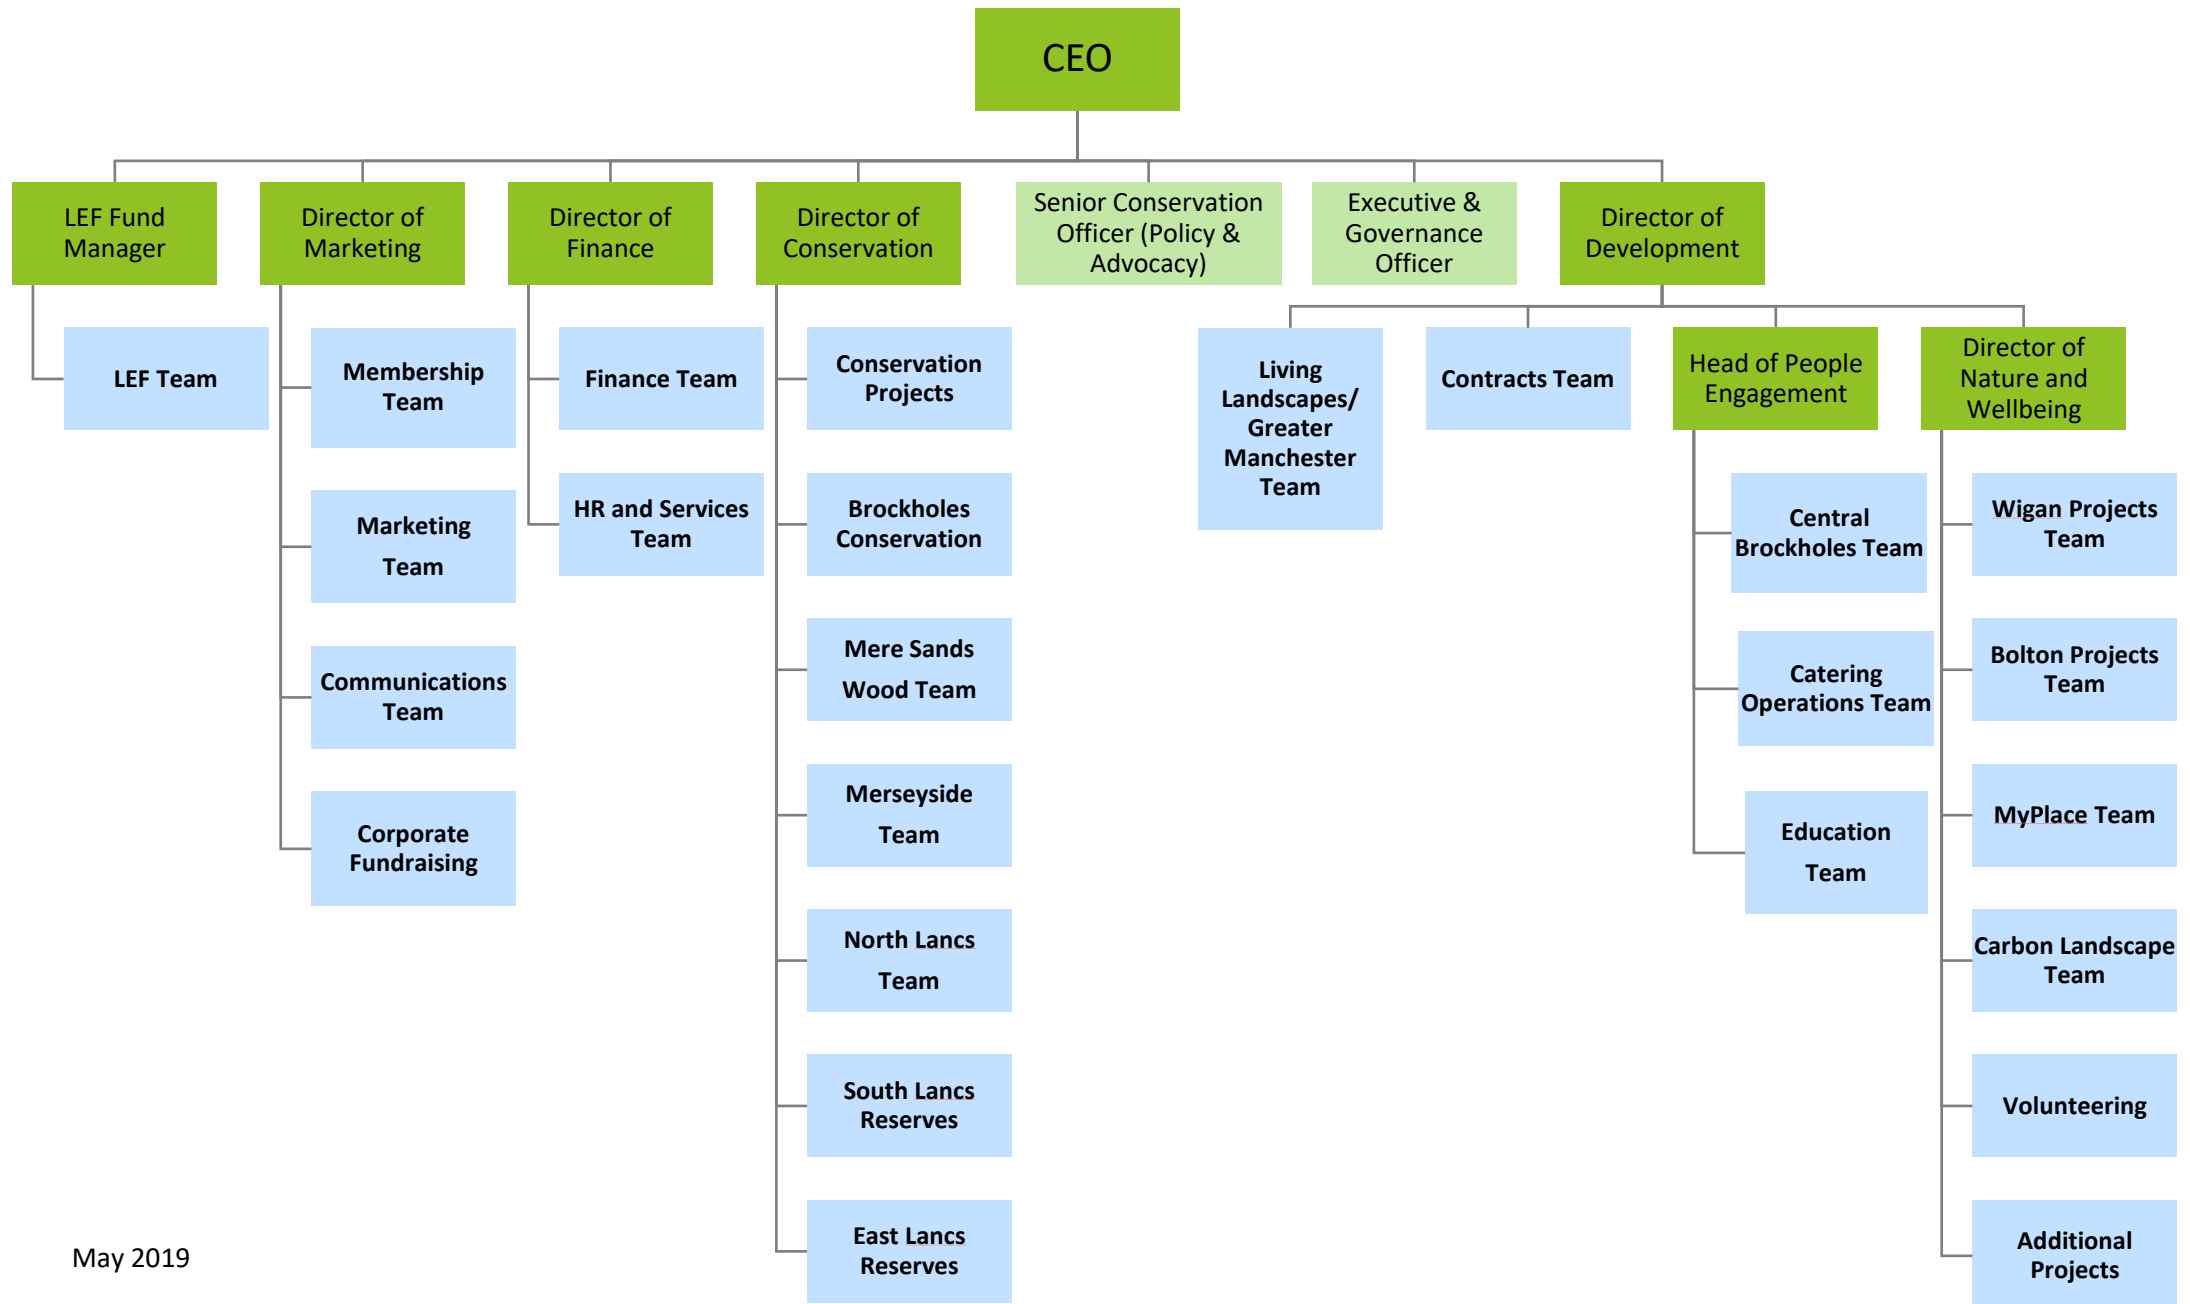 CEO
LEF Fund
Manager
Director of
Marketing
Director of
Finance
Director of
Conservation
Senior Conservation
Officer (Policy &
Advocacy)
Executive &
Governance
Officer
Director of
Development
LEF Team
Membership
Team
Marketing
Team
Communications
Team
Corporate
Fundraising
Finance Team
HR and Services
Team
Conservation
Projects
Brockholes
Conservation
Mere Sands
Wood Team
Merseyside
Team
North Lancs
Team
South Lancs
Reserves
East Lancs
Reserves
Living
Landscapes/
Greater
Manchester
Team
Contracts Team
Head of People
Engagement
Central
Brockholes Team
Catering
Operations Team
Education
Team
Director of
Nature and
Wellbeing
Wigan Projects
Team
Bolton Projects
Team
MyPlace Team
Carbon Landscape
Team
Volunteering
Additional
Projects
May 2019